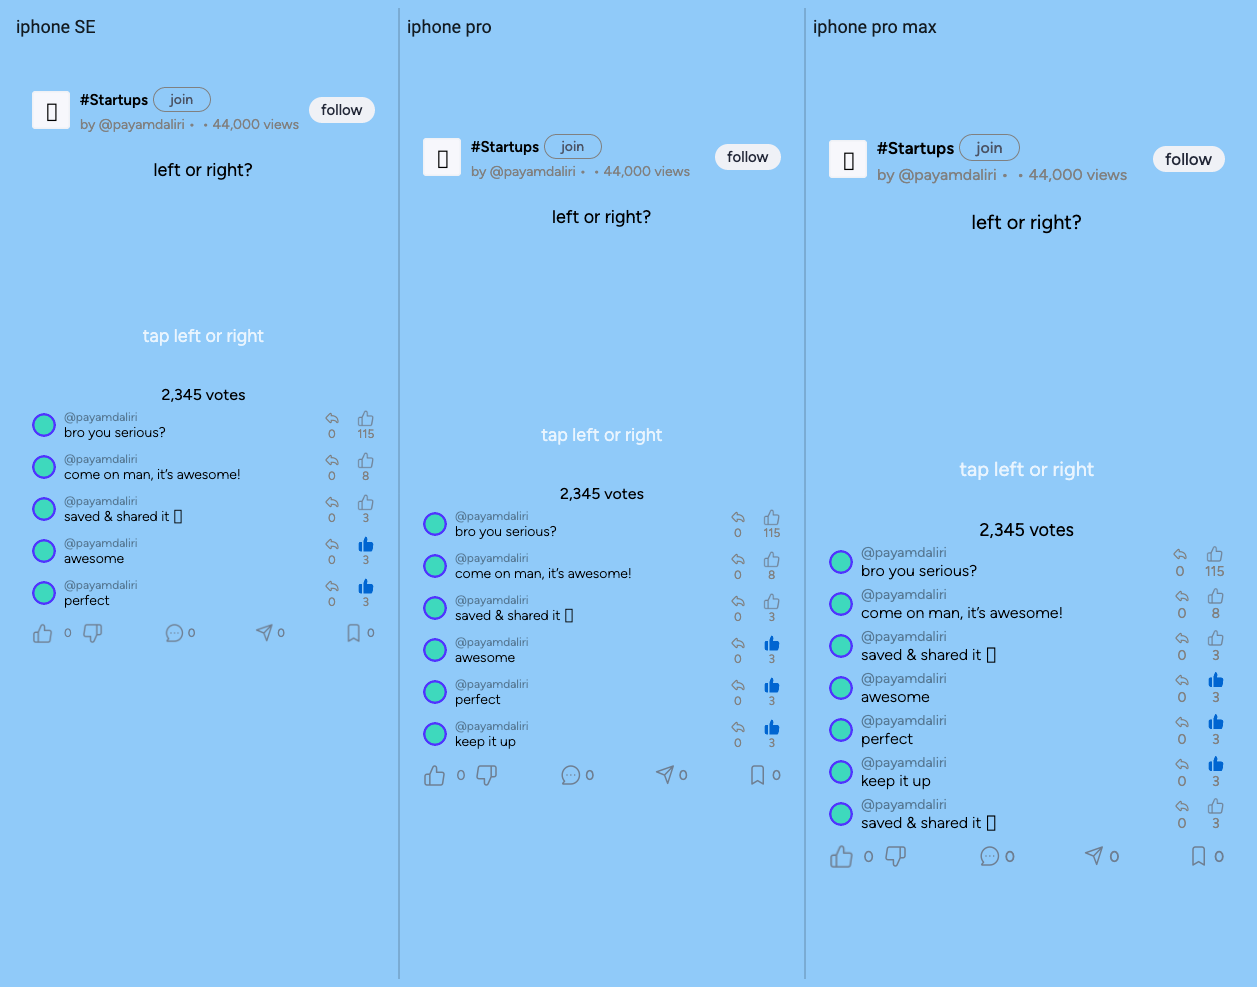 iphone SE
#Startups join
follow
by @payamdaliri • • 44,000 views
left or right?
tap left or right
2,345 votes
@payamdaliri
bro you serious?
0 115
@payamdaliri
come on man, it's awesome!
0 8
@payamdaliri
saved & shared it
0 3
@payamdaliri
awesome
0 3
@payamdaliri
perfect
0 3
0 0 0 0
iphone pro
#Startups join
follow
by @payamdaliri • • 44,000 views
left or right?
tap left or right
2,345 votes
@payamdaliri
bro you serious?
0 115
@payamdaliri
come on man, it's awesome!
0 8
@payamdaliri
saved & shared it
0 3
@payamdaliri
awesome
0 3
@payamdaliri
perfect
0 3
@payamdaliri
keep it up
0 3
0 0 0 0
iphone pro max
#Startups join
follow
by @payamdaliri • • 44,000 views
left or right?
tap left or right
2,345 votes
@payamdaliri
bro you serious?
0 115
@payamdaliri
come on man, it's awesome!
0 8
@payamdaliri
saved & shared it
0 3
@payamdaliri
awesome
0 3
@payamdaliri
perfect
0 3
@payamdaliri
keep it up
0 3
@payamdaliri
saved & shared it
0 3
0 0 0 0